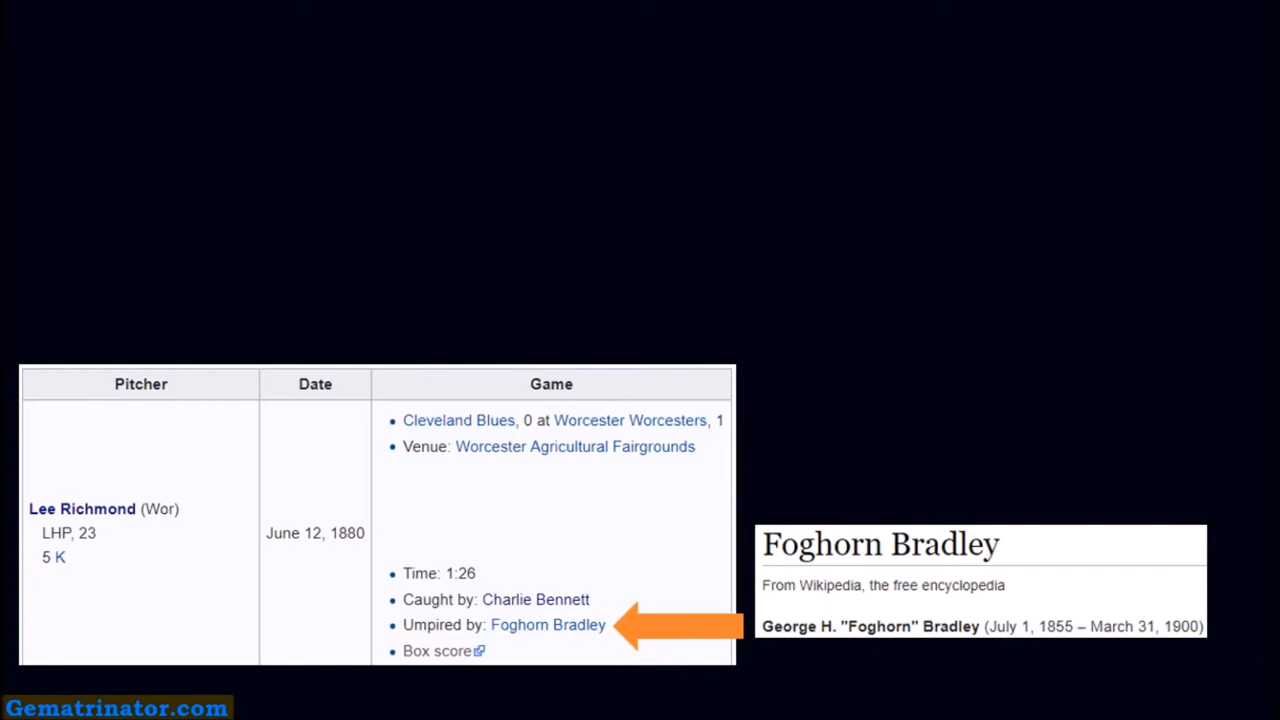 Pitcher Date Game
Cleveland Blues, 0 at Worcester Worcesters, 1
Venue: Worcester Agricultural Fairgrounds
Lee Richmond (Wor)
LHP, 23
5 K
June 12, 1880
Time: 1:26
Caught by: Charlie Bennett
Umpired by: Foghorn Bradley
Box score
Foghorn Bradley
From Wikipedia, the free encyclopedia
George H. "Foghorn" Bradley (July 1, 1855 – March 31, 1900)
Gematrinator.com